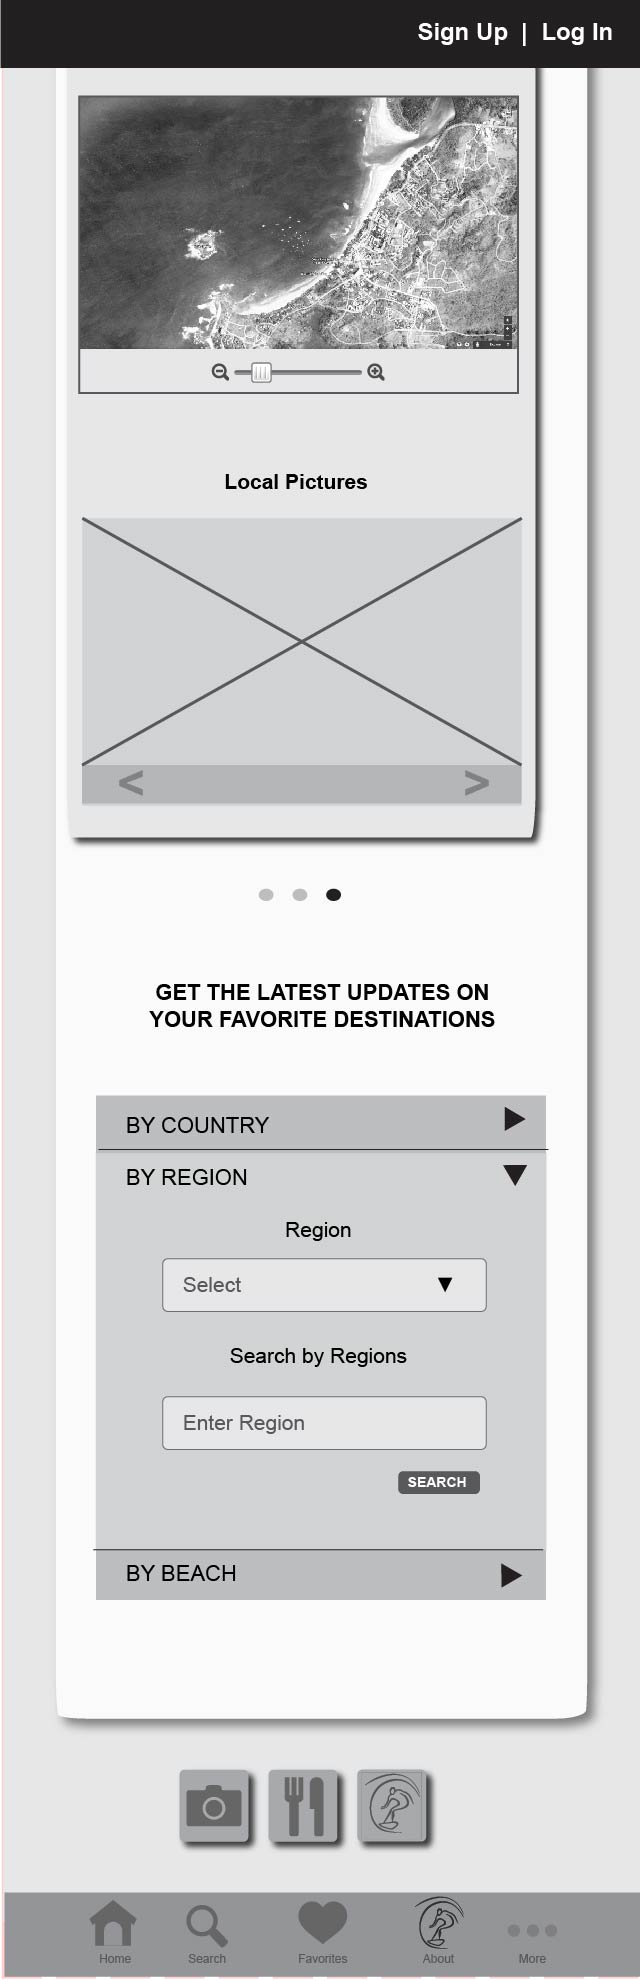 Sign Up | Log In
Local Pictures
< >
GET THE LATEST UPDATES ON
YOUR FAVORITE DESTINATIONS
BY COUNTRY
BY REGION
Region
Select
Search by Regions
Enter Region
SEARCH
BY BEACH
Home Search Favorites About More